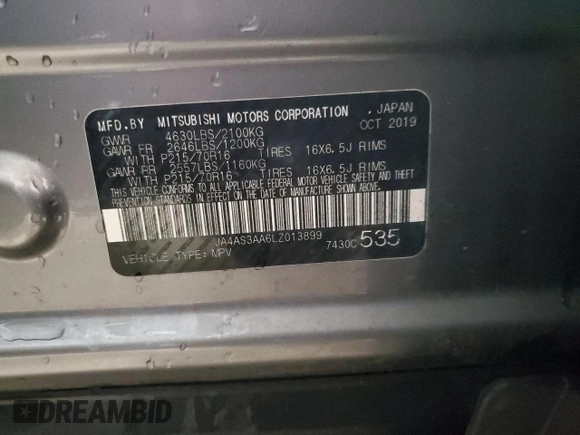 MFD.BY MITSUBISHI MOTORS CORPORATION , JAPAN
GVWR 4630LBS/2100KG OCT 2019
GAWR FR 2646LBS/1200KG
WITH P215/70R16 TIRES 16X6.5J RIMS
GAWR RR 2557LBS/1160KG
WITH P215/70R16 TIRES 16X6.5J RIMS
THIS VEHICLE CONFORMS TO ALL APPLICABLE FEDERAL MOTOR VEHICLE SAFETY AND THEFT
PREVENTION STANDARDS IN EFFECT ON THE DATE OF MANUFACTURE SHOWN ABOVE.
JA4AS3AA6LZ013899
VEHICLE TYPE: MPV 7430C 535
DREAMBID